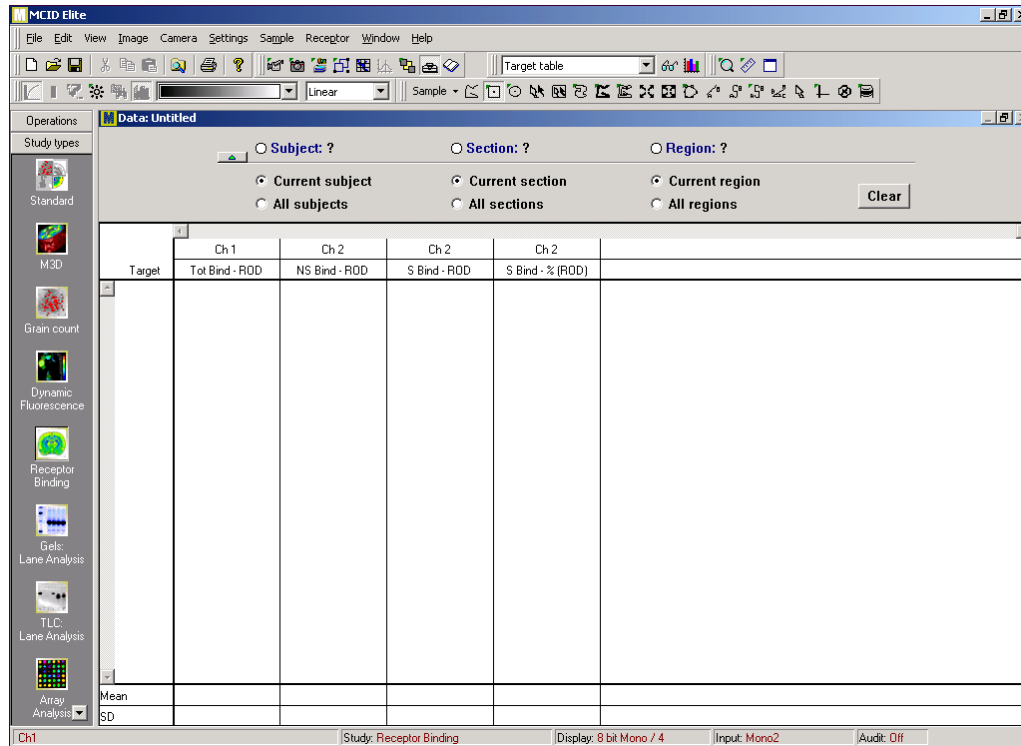 MCID Elite
File Edit View Image Camera Settings Sample Receptor Window Help
Target table
Linear
Sample
Operations
Study types
Standard
M3D
Grain count
Dynamic
Fluorescence
Receptor
Binding
Gels:
Lane Analysis
TLC:
Lane Analysis
Array
Analysis
Data: Untitled
Subject: ? Section: ? Region: ?
Current subject Current section Current region
All subjects All sections All regions
Clear
Ch 1 Ch 2 Ch 2 Ch 2
Target Tot Bind - ROD NS Bind - ROD S Bind - ROD S Bind - % (ROD)
Mean
SD
Ch1 Study: Receptor Binding Display: 8 bit Mono / 4 Input: Mono2 Audit: Off